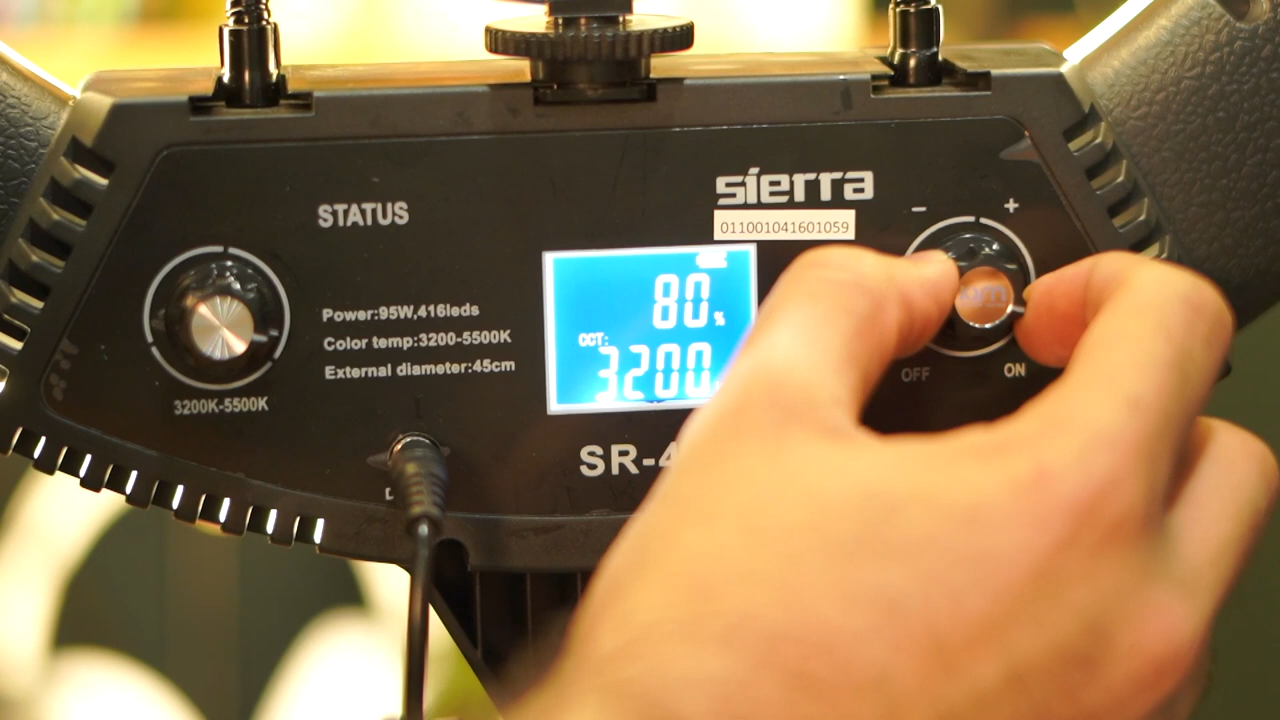 sierra
011001041601059
STATUS
- +
Power:95W,416leds
Color temp:3200-5500K
External diameter:45cm
80%
CCT:
3200
3200K-5500K
OFF ON
SR-4